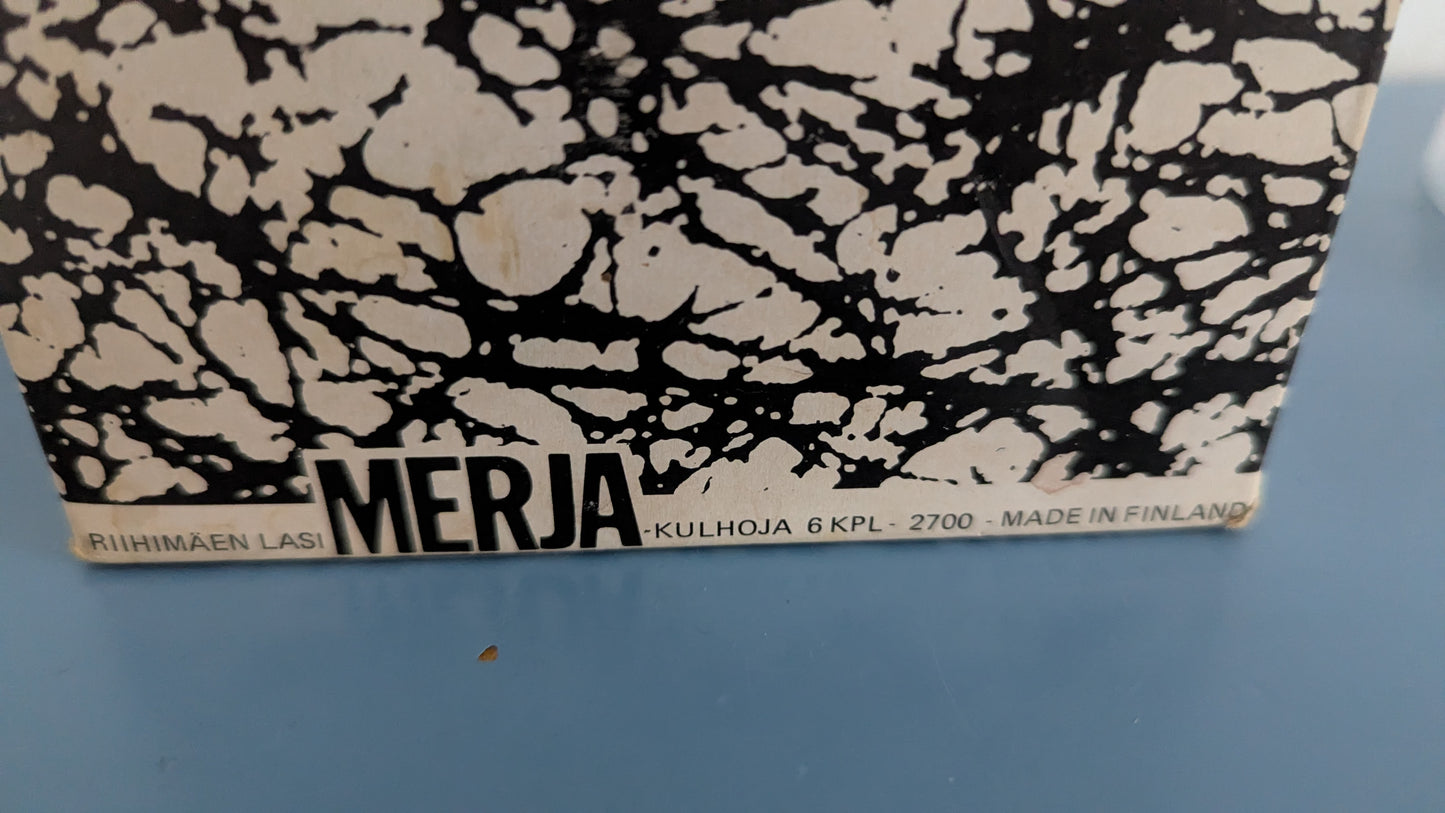 RIIHIMÄEN LASI MERJA -KULHOJA 6 KPL - 2700 - MADE IN FINLAND